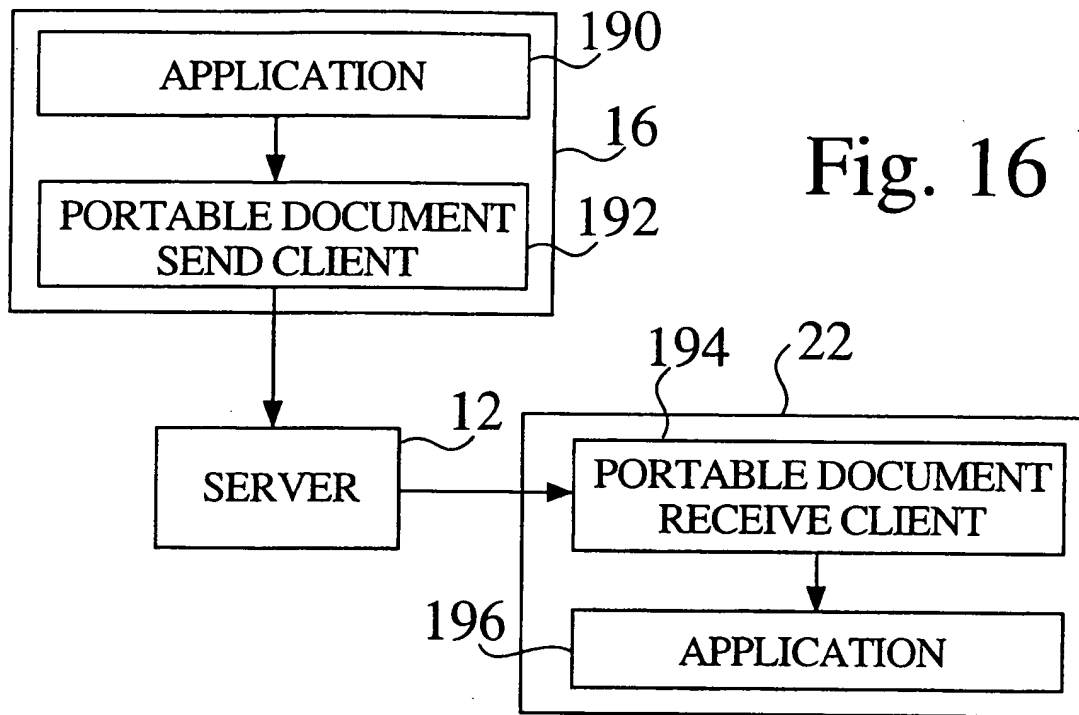 190
APPLICATION
16
Fig. 16
PORTABLE DOCUMENT
SEND CLIENT
192
194
22
12
SERVER
PORTABLE DOCUMENT
RECEIVE CLIENT
196
APPLICATION